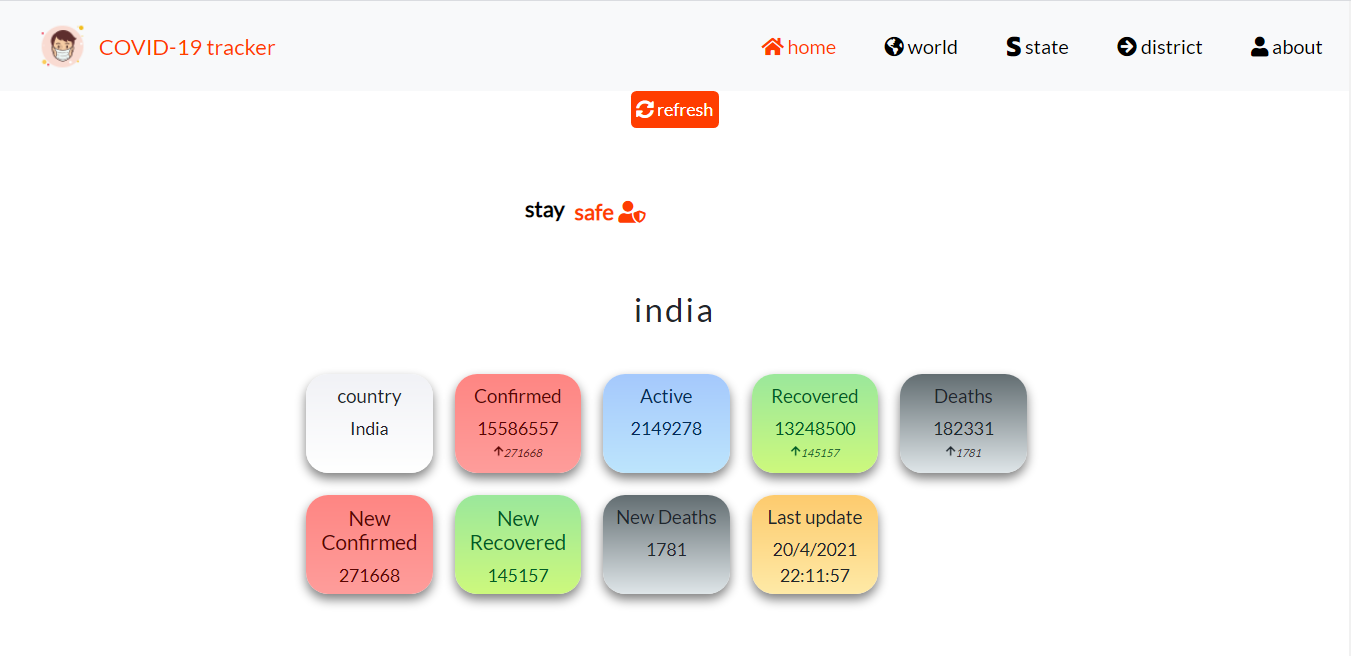 COVID-19 tracker
home
world
S state
district
about
refresh
stay safe
india
country
India
Confirmed
15586557
↑271668
Active
2149278
Recovered
13248500
↑145157
Deaths
182331
↑1781
New
Confirmed
271668
New
Recovered
145157
New Deaths
1781
Last update
20/4/2021
22:11:57